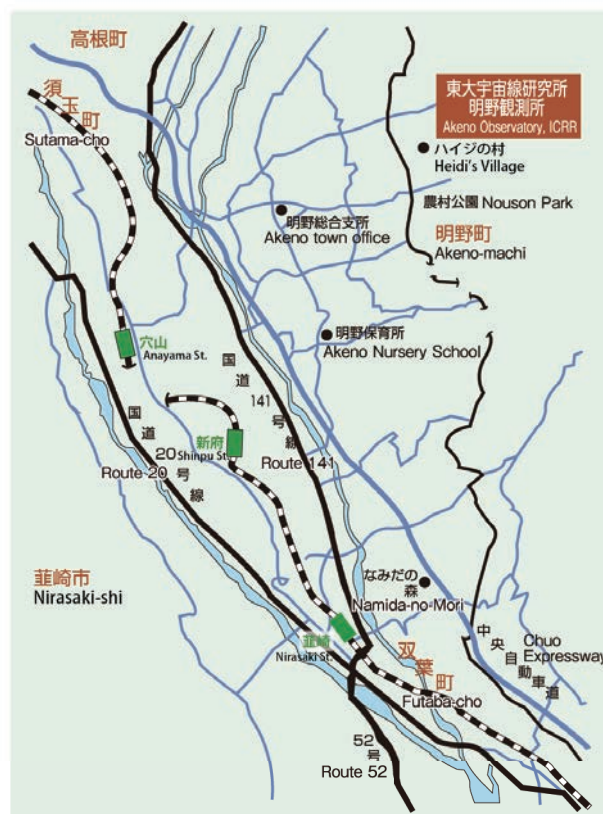 高根町
須玉町
Sutama-cho
東大宇宙線研究所
明野観測所
Akeno Observatory, ICRR
ハイジの村
Heidi's Village
農村公園 Nouson Park
明野町
Akeno-machi
明野総合支所
Akeno town office
明野保育所
Akeno Nursery School
穴山
Anayama St.
国道141号線
Route 141
国道20号線
Route 20
新府
Shinpu St.
韮崎市
Nirasaki-shi
なみだの
森
Namida-no-Mori
韮崎
Nirasaki St.
双葉町
Futaba-cho
中央自動車道
Chuo
Expressway
52号
Route 52